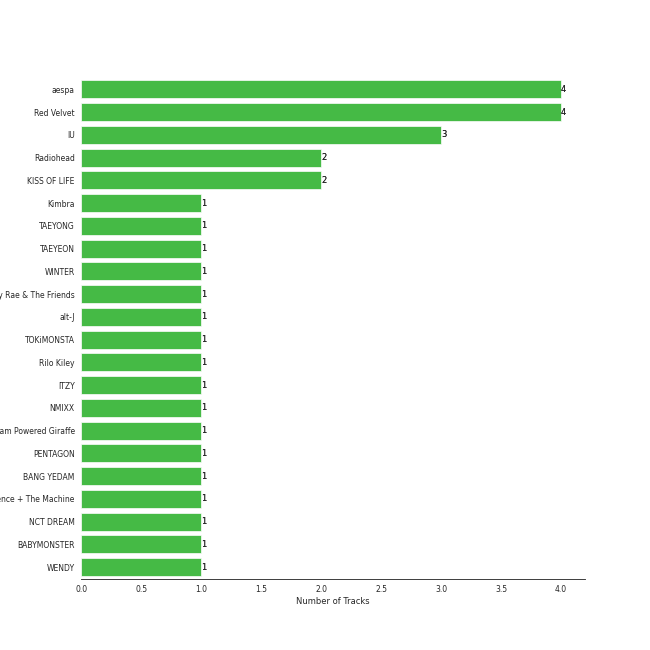 aespa 4
Red Velvet 4
IU 3
Radiohead 2
KISS OF LIFE 2
Kimbra 1
TAEYONG 1
TAEYEON 1
WINTER 1
y Rae & The Friends 1
alt-J 1
TOKiMONSTA 1
Rilo Kiley 1
ITZY 1
NMIXX 1
am Powered Giraffe 1
PENTAGON 1
BANG YEDAM 1
ence + The Machine 1
NCT DREAM 1
BABYMONSTER 1
WENDY 1
0.0 0.5 1.0 1.5 2.0 2.5 3.0 3.5 4.0
Number of Tracks